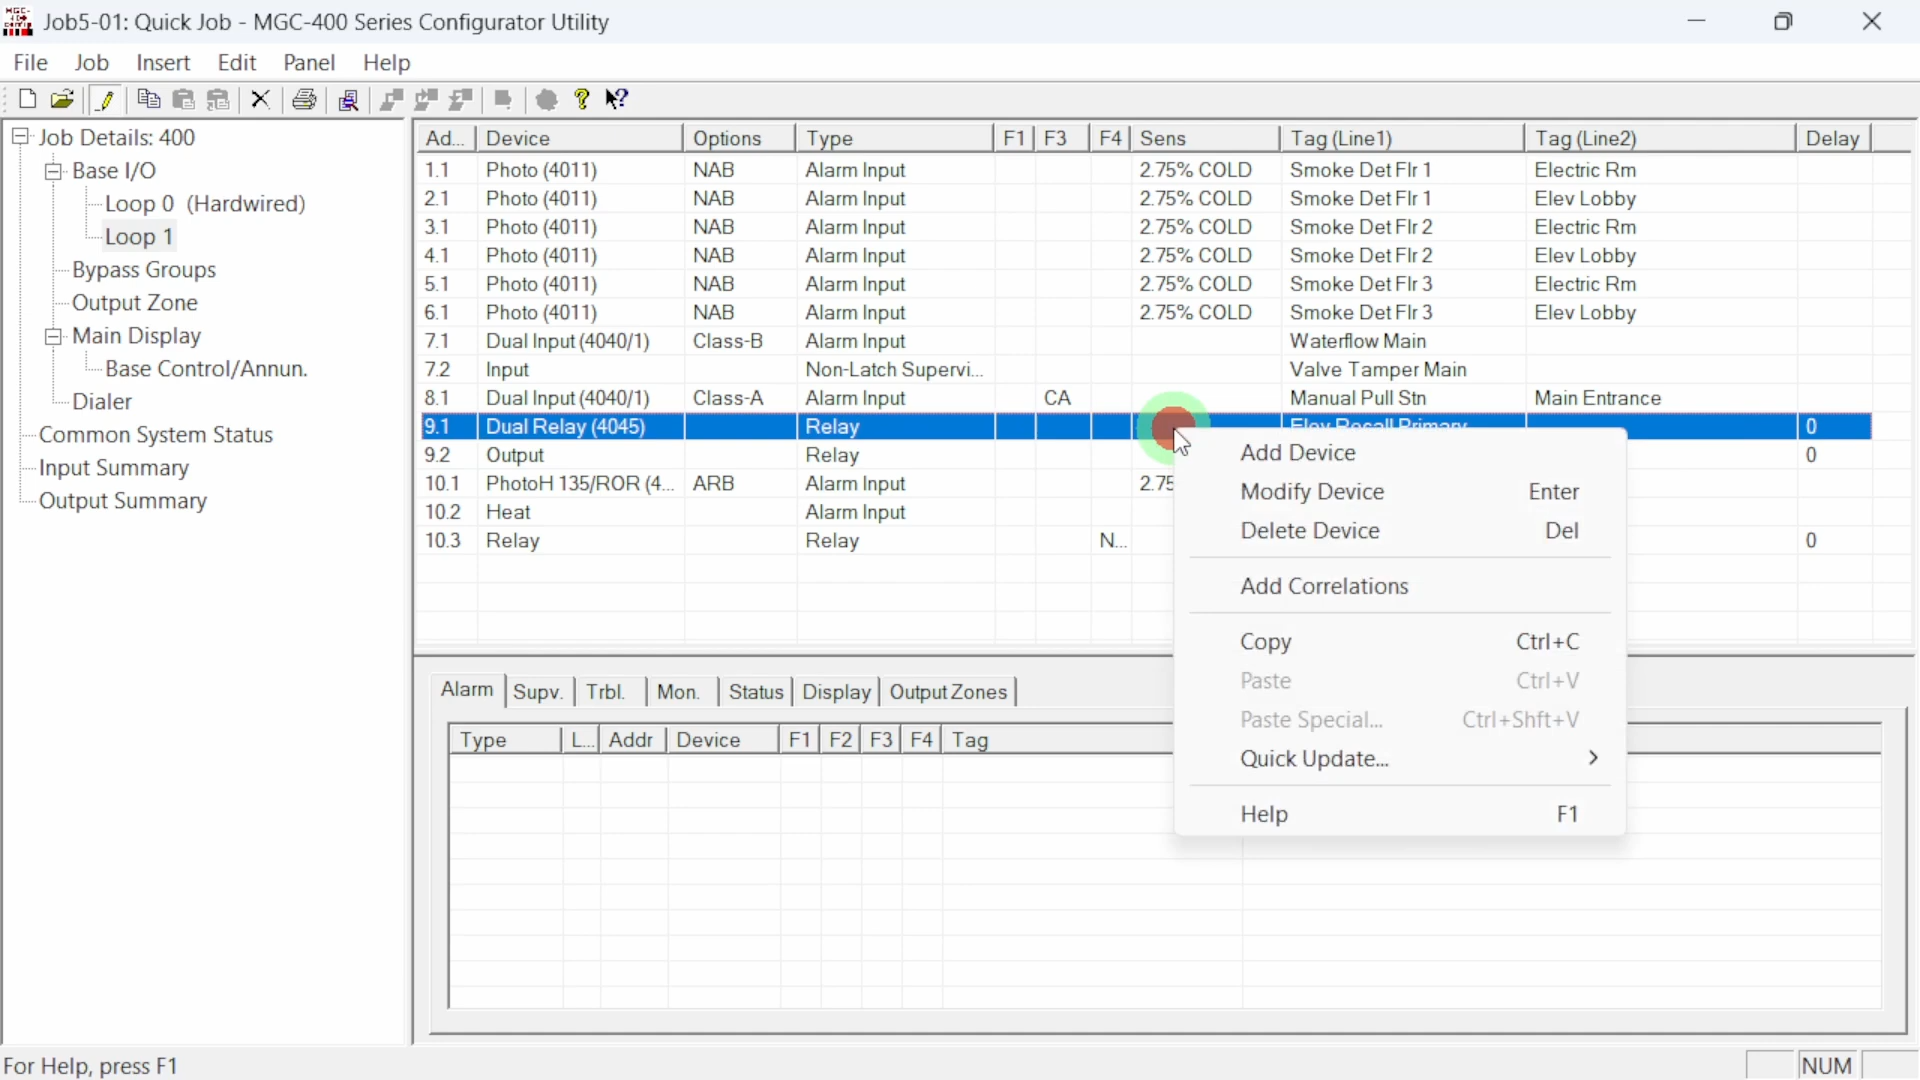 Job5-01: Quick Job - MGC-400 Series Configurator Utility
File Job Insert Edit Panel Help
Job Details: 400
Base I/O
Loop 0 (Hardwired)
Loop 1
Bypass Groups
Output Zone
Main Display
Base Control/Annun.
Dialer
Common System Status
Input Summary
Output Summary
Ad... Device Options Type F1 F3 F4 Sens Tag (Line1) Tag (Line2) Delay
1.1 Photo (4011) NAB Alarm Input 2.75% COLD Smoke Det Flr 1 Electric Rm
2.1 Photo (4011) NAB Alarm Input 2.75% COLD Smoke Det Flr 1 Elev Lobby
3.1 Photo (4011) NAB Alarm Input 2.75% COLD Smoke Det Flr 2 Electric Rm
4.1 Photo (4011) NAB Alarm Input 2.75% COLD Smoke Det Flr 2 Elev Lobby
5.1 Photo (4011) NAB Alarm Input 2.75% COLD Smoke Det Flr 3 Electric Rm
6.1 Photo (4011) NAB Alarm Input 2.75% COLD Smoke Det Flr 3 Elev Lobby
7.1 Dual Input (4040/1) Class-B Alarm Input Waterflow Main
7.2 Input Non-Latch Supervi... Valve Tamper Main
8.1 Dual Input (4040/1) Class-A Alarm Input CA Manual Pull Stn Main Entrance
9.1 Dual Relay (4045) Relay Elev Recall Primary 0
9.2 Output Relay 0
10.1 PhotoH 135/ROR (4... ARB Alarm Input 2.75
10.2 Heat Alarm Input
10.3 Relay Relay N... 0
Add Device
Modify Device Enter
Delete Device Del
Add Correlations
Copy Ctrl+C
Paste Ctrl+V
Paste Special... Ctrl+Shft+V
Quick Update...
Help F1
Alarm Supv. Trbl. Mon. Status Display Output Zones
Type L... Addr Device F1 F2 F3 F4 Tag
For Help, press F1
NUM